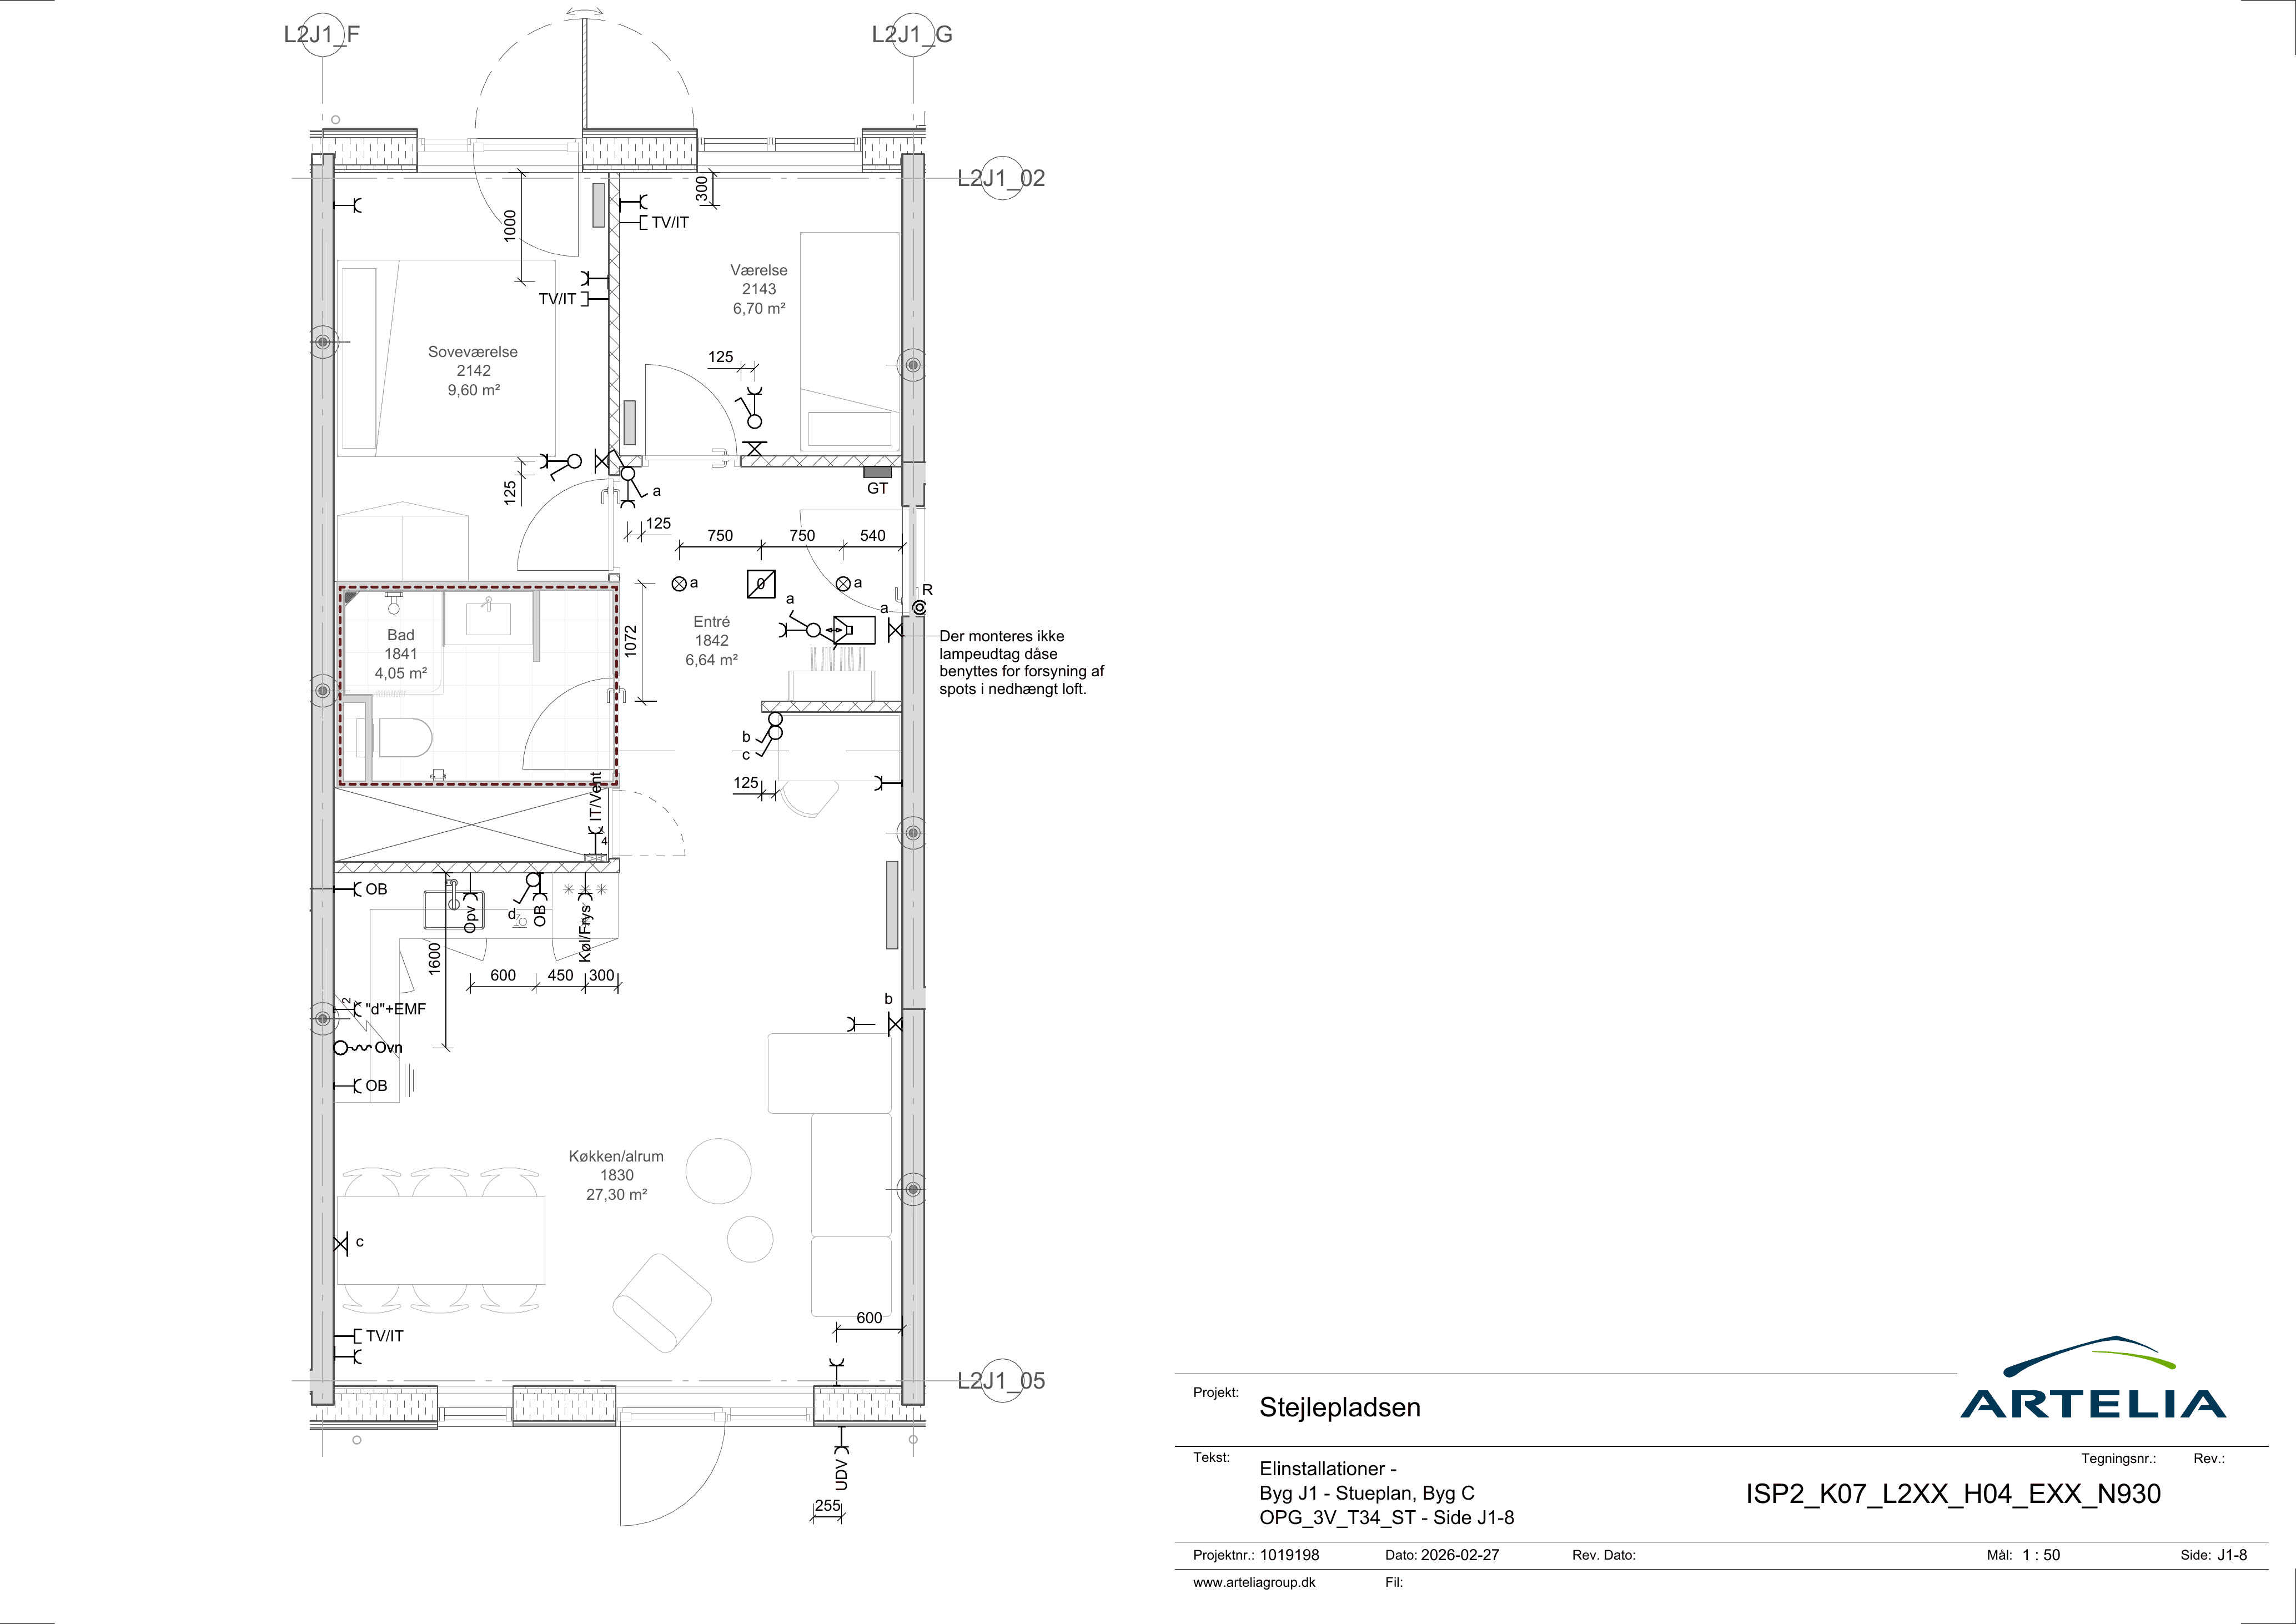 L2J1_F
L2J1_G
L2J1_02
300
TV/IT
1000
TV/IT
Værelse
2143
6,70 m²
Soveværelse
2142
9,60 m²
125
125
a
GT
125
750
750
540
a
0
a
R
a
a
Bad
1841
4,05 m²
1072
Entré
1842
6,64 m²
Der monteres ikke
lampeudtag dåse
benyttes for forsyning af
spots i nedhængt loft.
b
c
125
IT/Vent
4
OB
Opv
d
OB
Køl/Frys
1600
600
450
300
2
"d"+EMF
b
Ovn
OB
Køkken/alrum
1830
27,30 m²
c
TV/IT
600
L2J1_05
UDV
255
ARTELIA
Projekt:
Stejlepladsen
Tekst:
Elinstallationer -
Byg J1 - Stueplan, Byg C
OPG_3V_T34_ST - Side J1-8
Tegningsnr.:
Rev.:
ISP2_K07_L2XX_H04_EXX_N930
Projektnr.: 1019198
Dato: 2026-02-27
Rev. Dato:
Mål: 1 : 50
Side: J1-8
www.arteliagroup.dk
Fil: